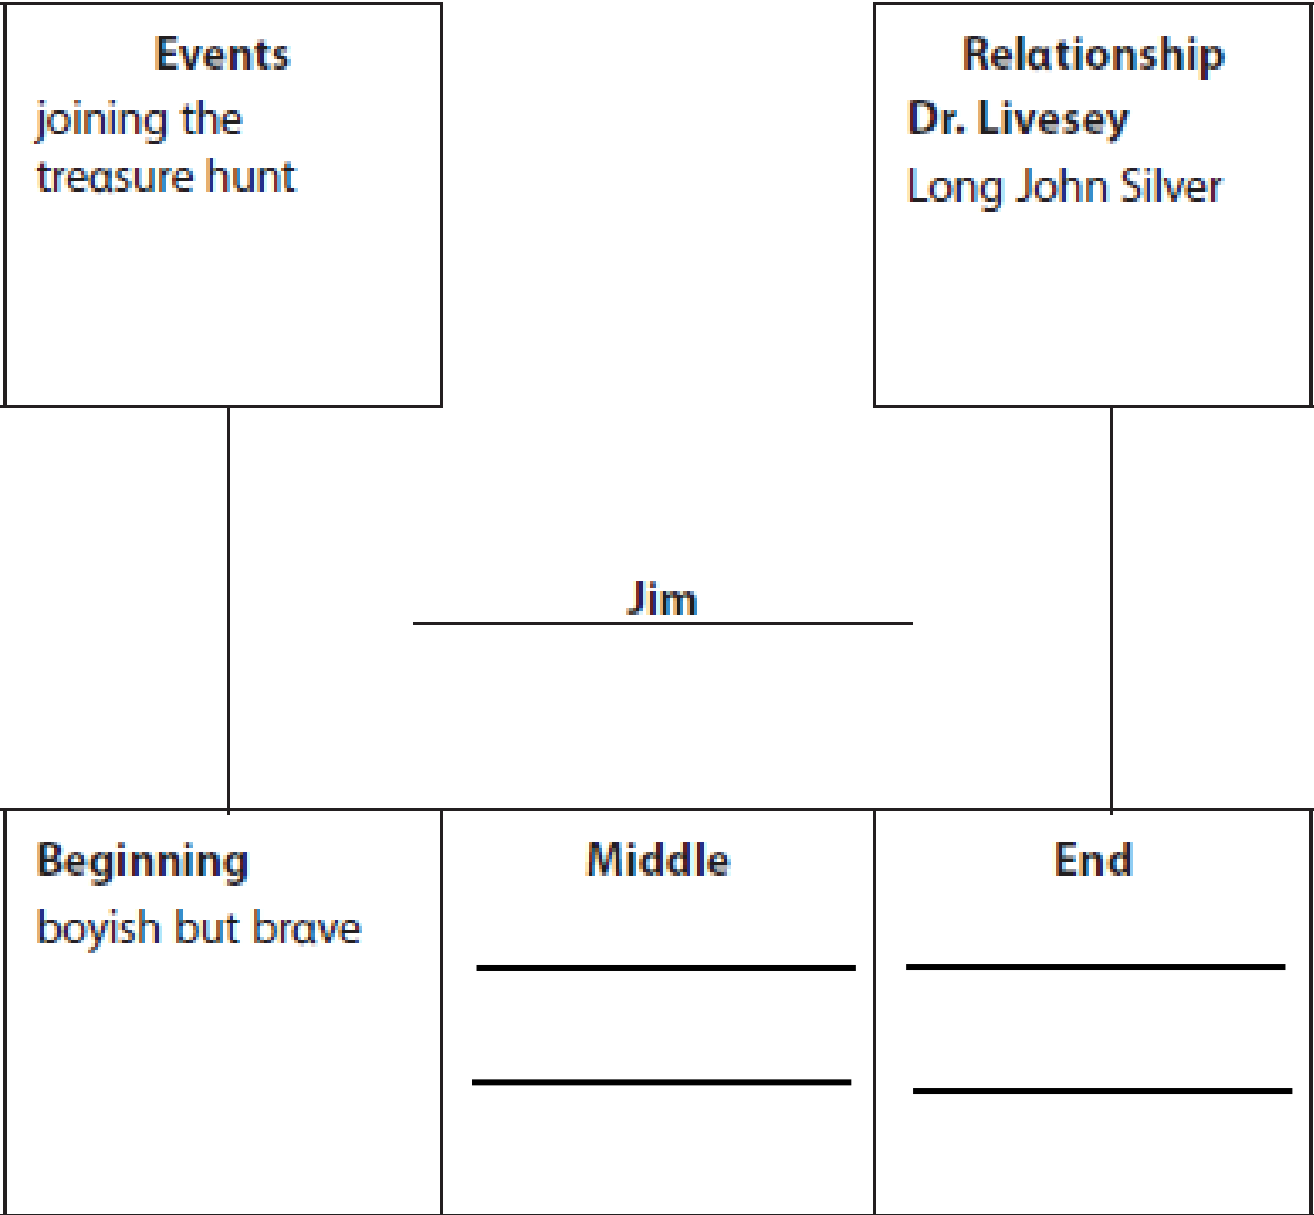 Events
joining the
treasure hunt
Relationship
Dr. Livesey
Long John Silver
Jim
Beginning
boyish but brave
Middle
End